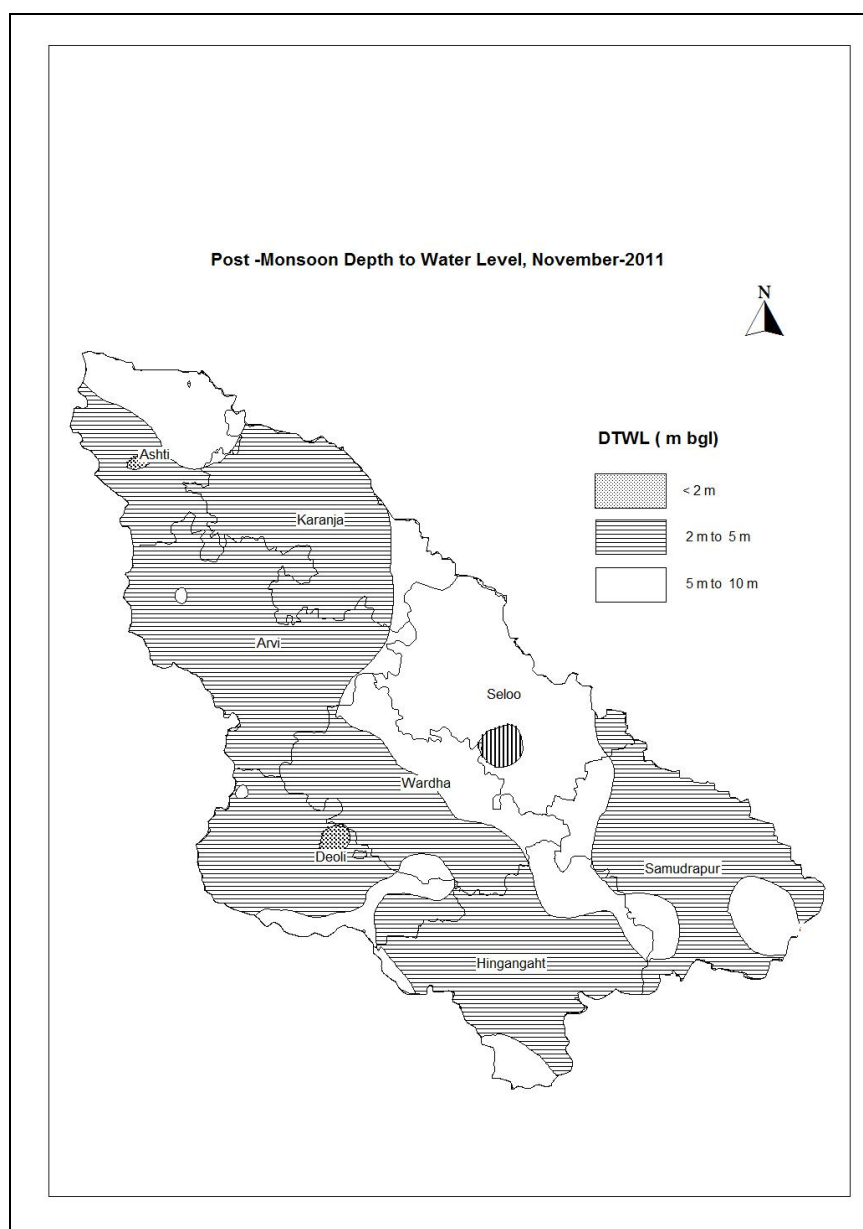 Post -Monsoon Depth to Water Level, November-2011
N
DTWL ( m bgl)
< 2 m
2 m to 5 m
5 m to 10 m
Ashti
Karanja
Arvi
Seloo
Wardha
Deoli
Samudrapur
Hingangaht